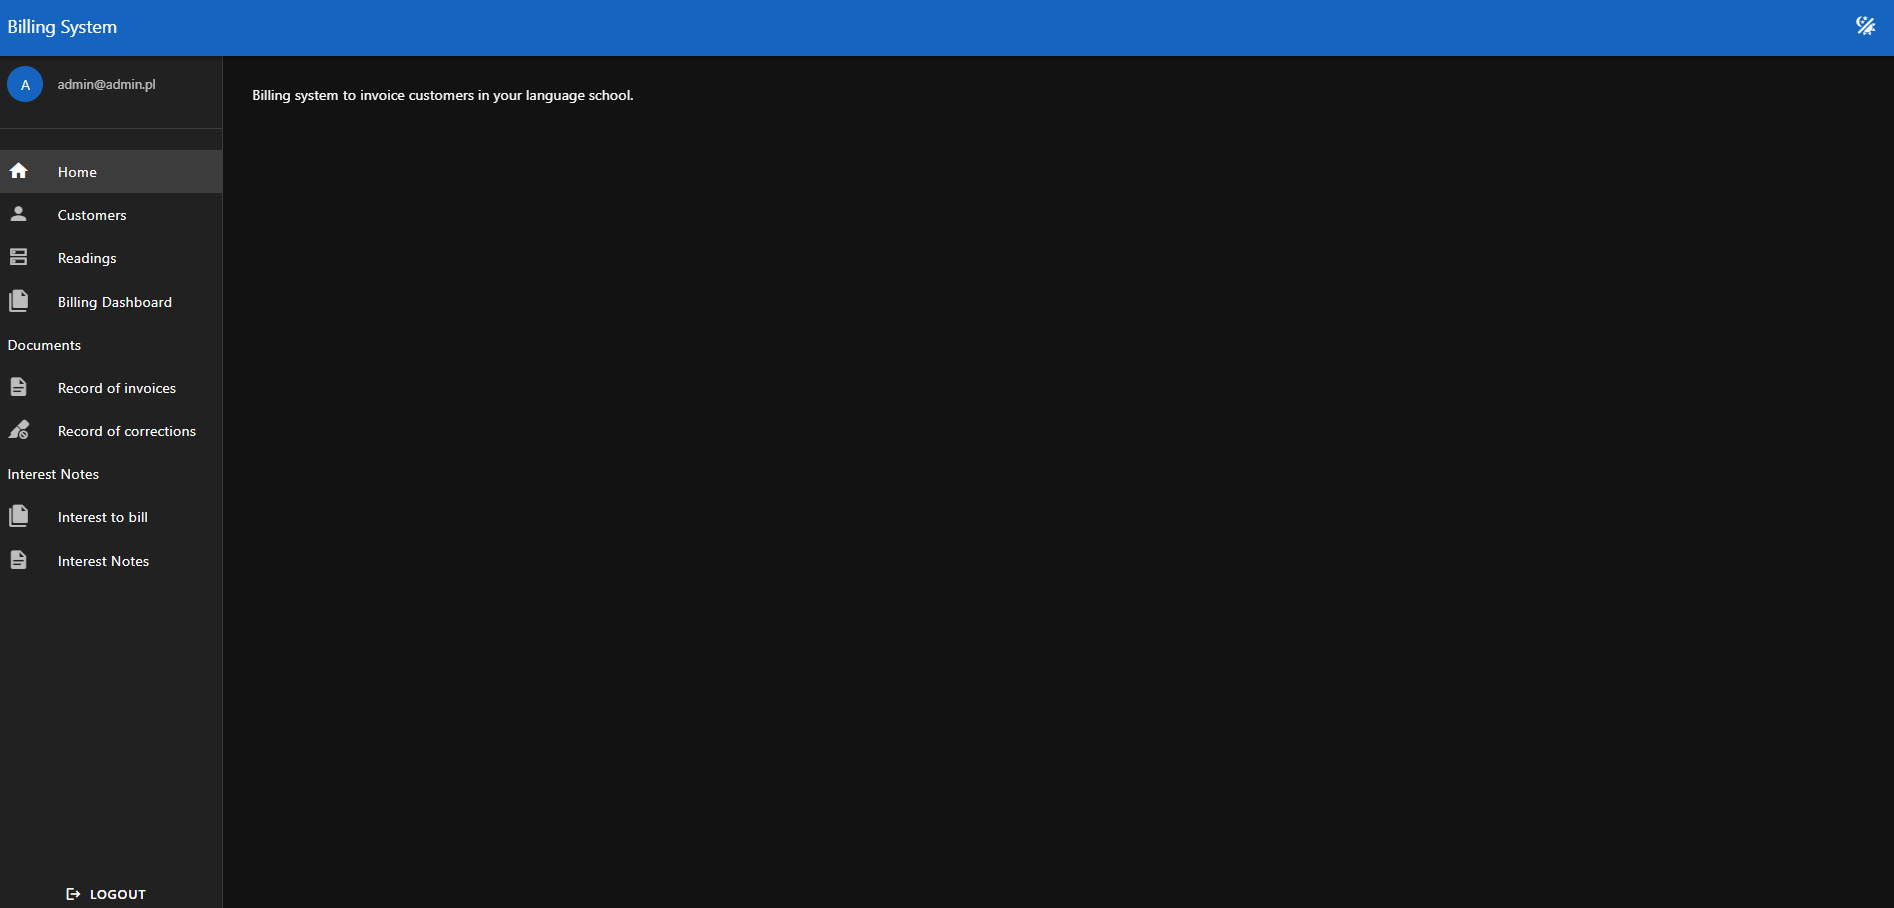 Billing System
A
admin@admin.pl
Billing system to invoice customers in your language school.
Home
Customers
Readings
Billing Dashboard
Documents
Record of invoices
Record of corrections
Interest Notes
Interest to bill
Interest Notes
LOGOUT